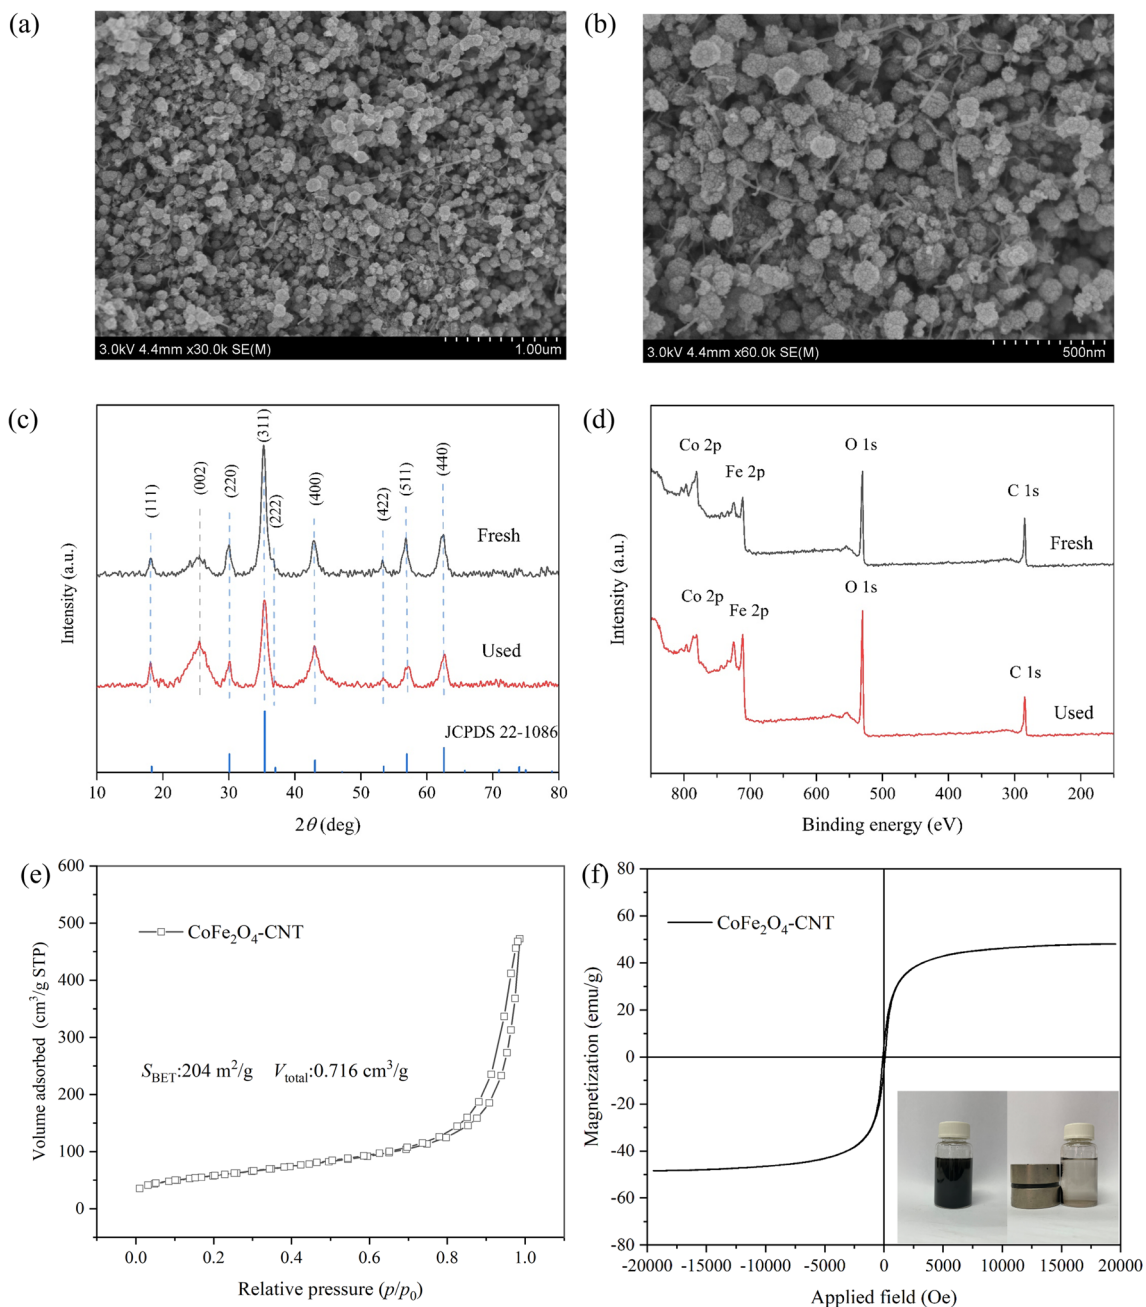 (a)
3.0kV 4.4mm x30.0k SE(M)
1.00um
(b)
3.0kV 4.4mm x60.0k SE(M)
500nm
(c)
(111)
(002)
(220)
(311)
(222)
(400)
(422)
(511)
(440)
Fresh
Used
JCPDS 22-1086
Intensity (a.u.)
10 20 30 40 50 60 70 80
2θ (deg)
(d)
Co 2p
Fe 2p
O 1s
C 1s
Fresh
Co 2p
Fe 2p
O 1s
C 1s
Used
Intensity (a.u.)
800 700 600 500 400 300 200
Binding energy (eV)
(e)
600
500
400
300
200
100
0
CoFe₂O₄-CNT
S_BET:204 m²/g V_total:0.716 cm³/g
Volume adsorbed (cm³/g STP)
0.0 0.2 0.4 0.6 0.8 1.0
Relative pressure (p/p₀)
(f)
80
60
40
20
0
-20
-40
-60
-80
CoFe₂O₄-CNT
Magnetization (emu/g)
-20000 -15000 -10000 -5000 0 5000 10000 15000 20000
Applied field (Oe)